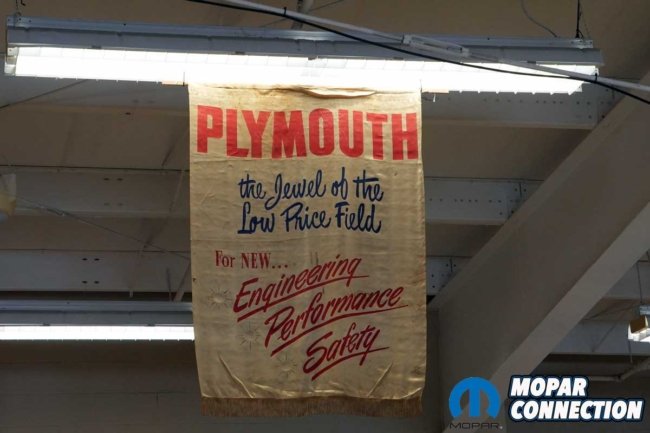 PLYMOUTH
the Jewel of the
Low Price Field
For NEW...
Engineering
Performance
Safety
MOPAR
MOPAR
CONNECTION